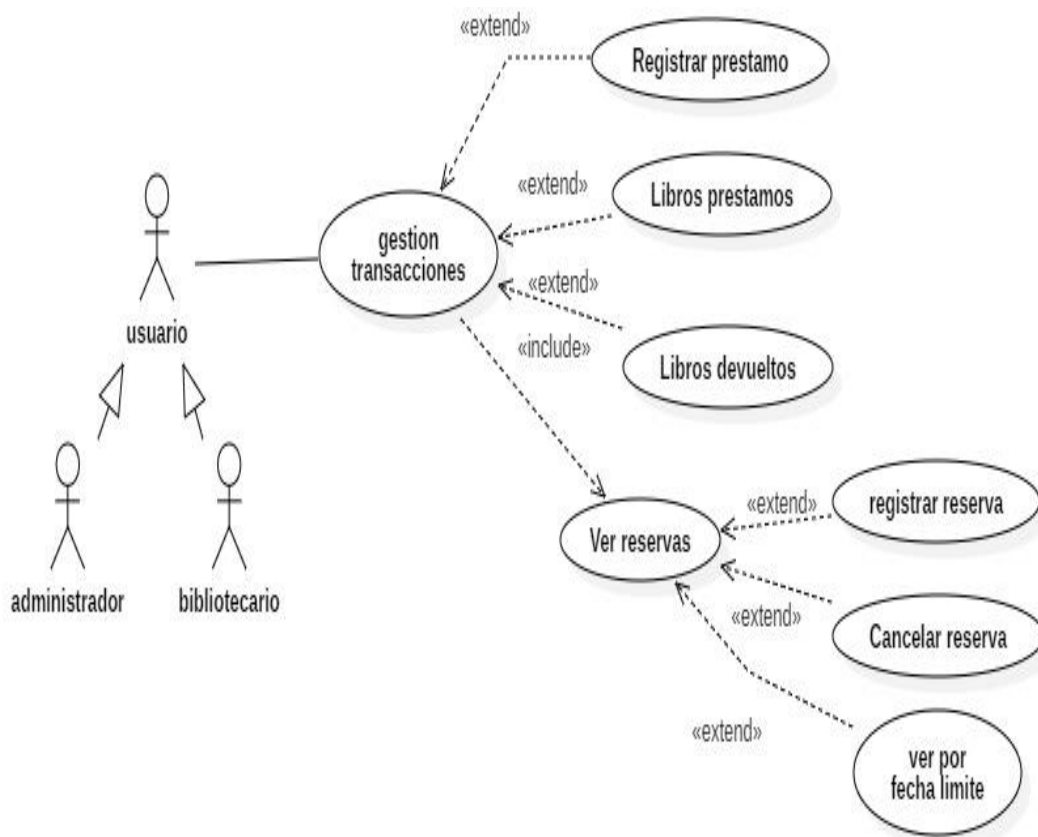 «extend»
Registrar prestamo
«extend»
Libros prestamos
gestion
transacciones
«extend»
usuario
«include»
Libros devueltos
«extend»
registrar reserva
Ver reservas
administrador
bibliotecario
«extend»
Cancelar reserva
«extend»
ver por
fecha limite